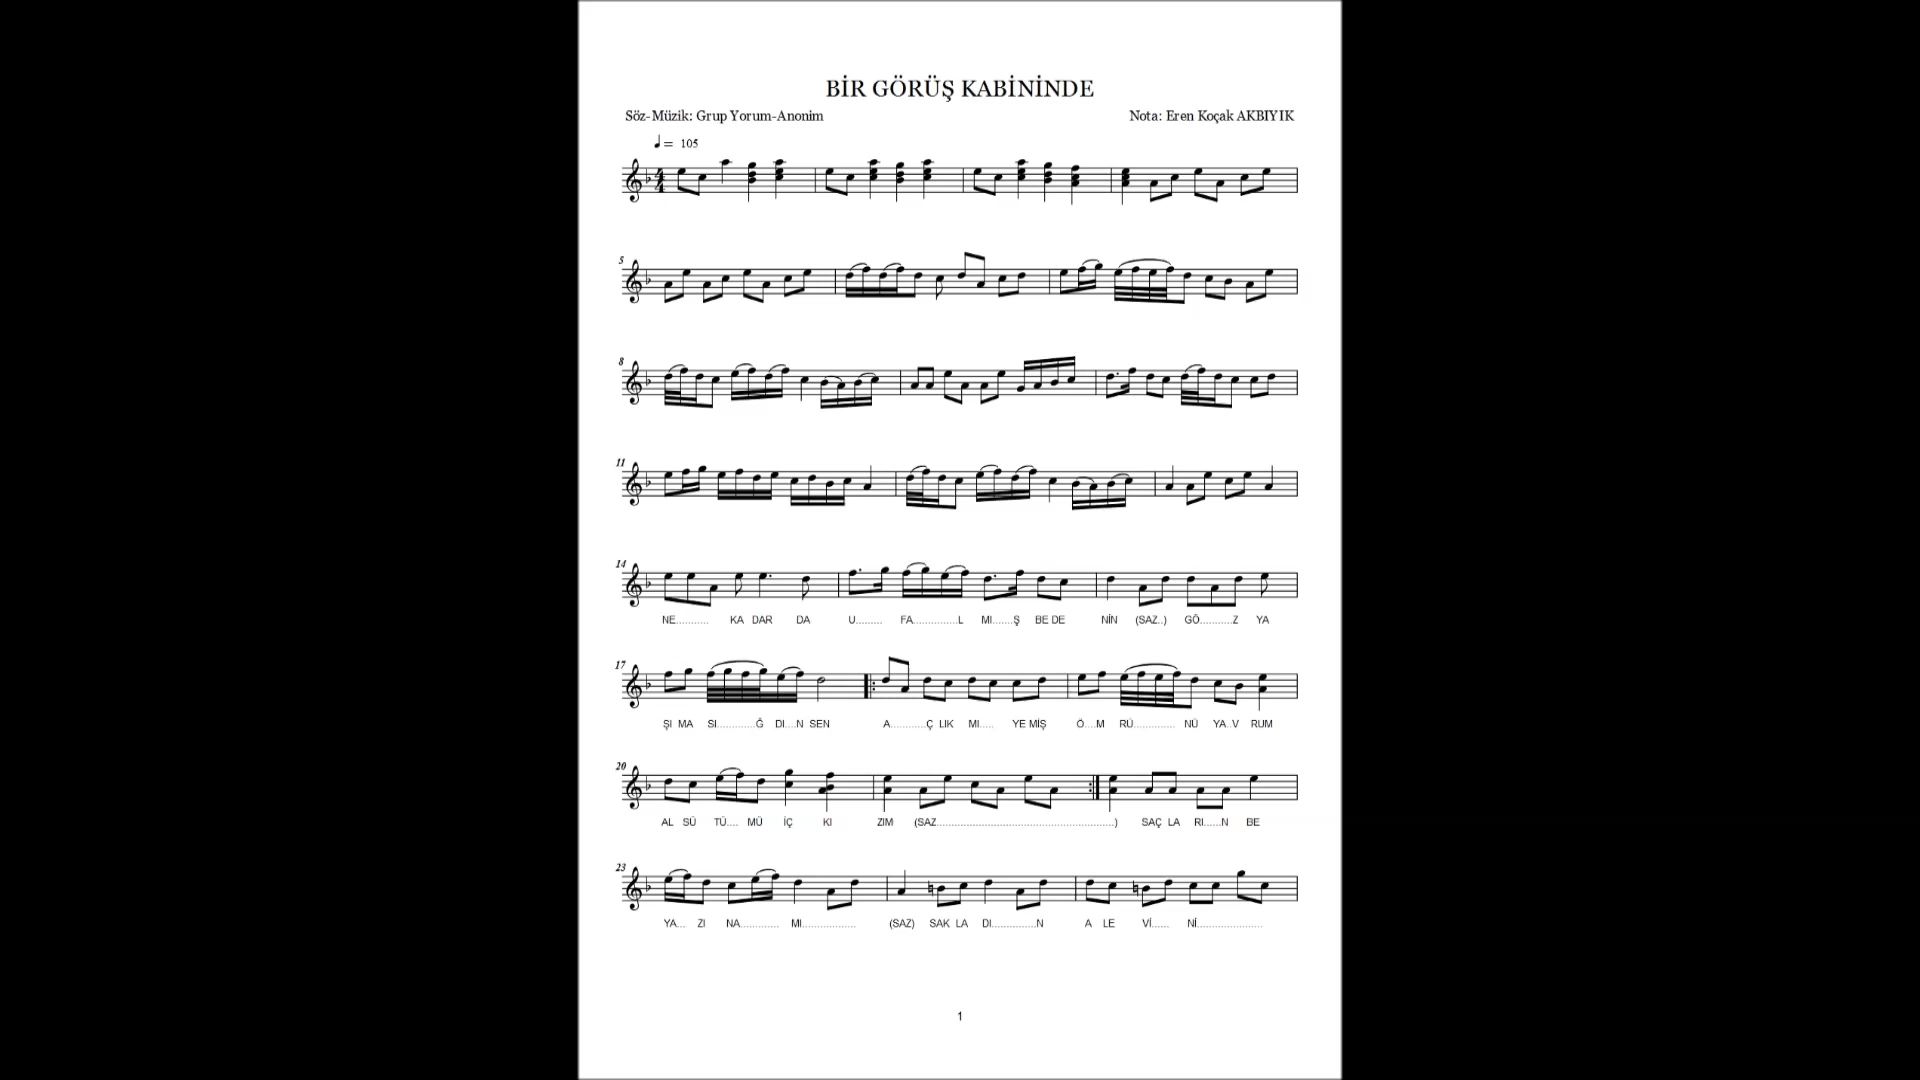 BİR GÖRÜŞ KABİNİNDE
Söz-Müzik: Grup Yorum-Anonim Nota: Eren Koçak AKBIYIK
= 105
4 4
5
8
11
14
NE........... KA DAR DA U......... FA...............L MI.......Ş BE DE NİN (SAZ..) GÖ...........Z YA
17
ŞI MA SI.............Ğ DI....N SEN A............Ç LIK MI..... YE MİŞ Ö....M RÜ.............. NÜ YA..V RUM
20
AL SÜ TÜ.... MÜ İÇ KI ZIM (SAZ............................................................) SAÇ LA RI......N BE
23
YA... ZI NA............. MI.................. (SAZ) SAK LA DI...............N A LE Vİ...... Nİ......................
1